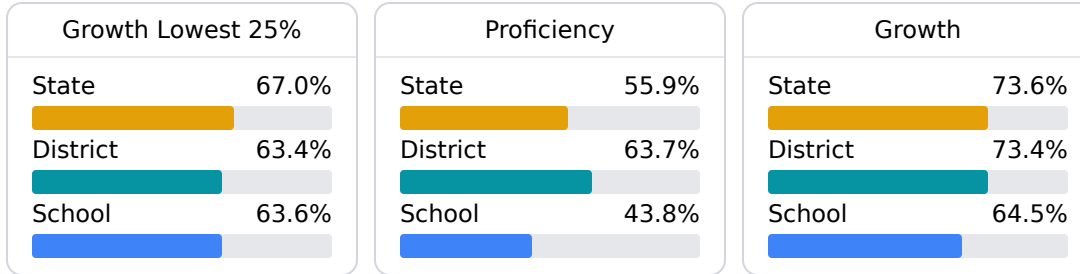 Growth Lowest 25%
State 67.0%
District 63.4%
School 63.6%
Proficiency
State 55.9%
District 63.7%
School 43.8%
Growth
State 73.6%
District 73.4%
School 64.5%